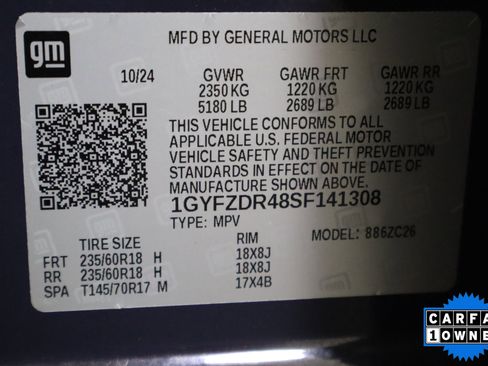 gm
MFD BY GENERAL MOTORS LLC
10/24 GVWR GAWR FRT GAWR RR
2350 KG 1220 KG 1220 KG
5180 LB 2689 LB 2689 LB
THIS VEHICLE CONFORMS TO ALL
APPLICABLE U.S. FEDERAL MOTOR
VEHICLE SAFETY AND THEFT PREVENTION
STANDARDS IN EFFECT ON THE DATE OF
MANUFACTURE SHOWN ABOVE.
1GYFZDR48SF141308
TYPE: MPV MODEL: 886ZC26
TIRE SIZE RIM
FRT 235/60R18 H 18X8J
RR 235/60R18 H 18X8J
SPA T145/70R17 M 17X4B
CARFA
1 OWNE